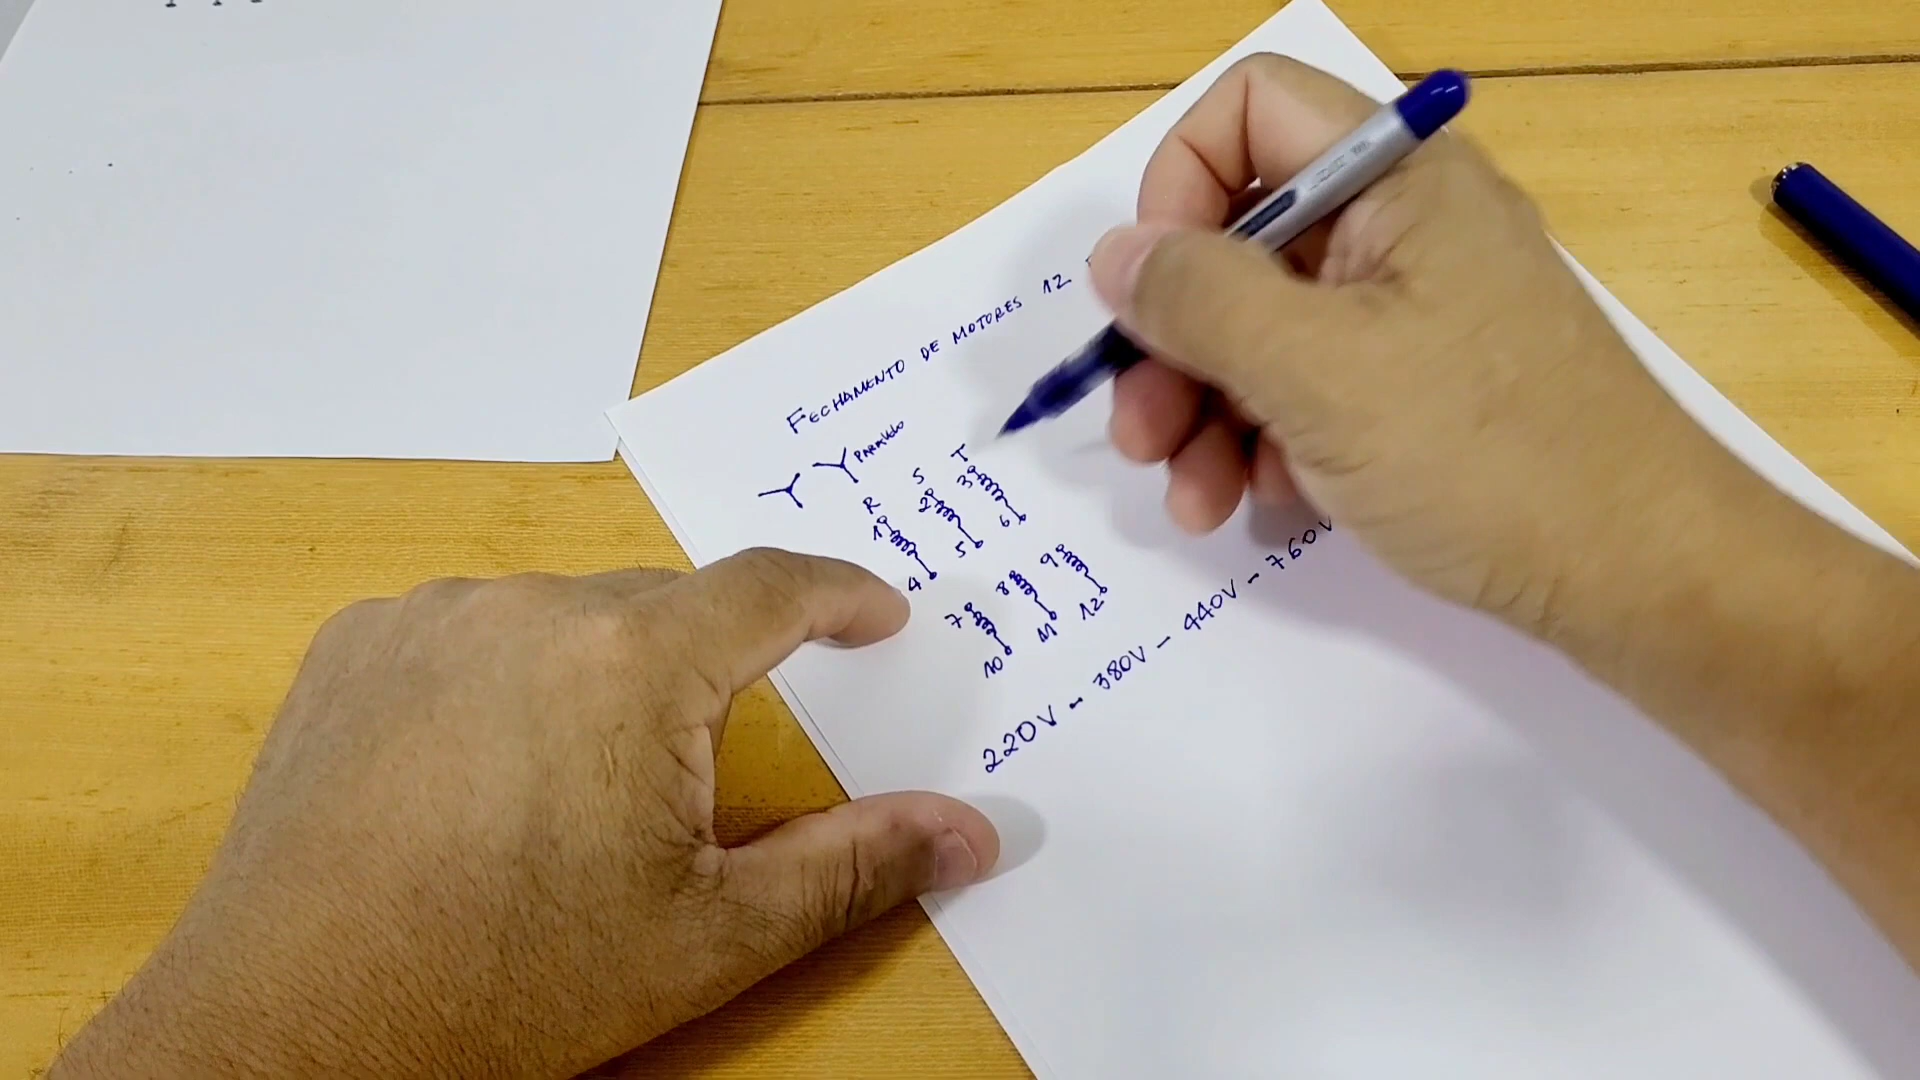 FECHAMENTO DE MOTORES 12
PARALELO
R S T
1 2 3
4 5 6
7 8 9
10 11 12
220V - 380V - 440V - 760V